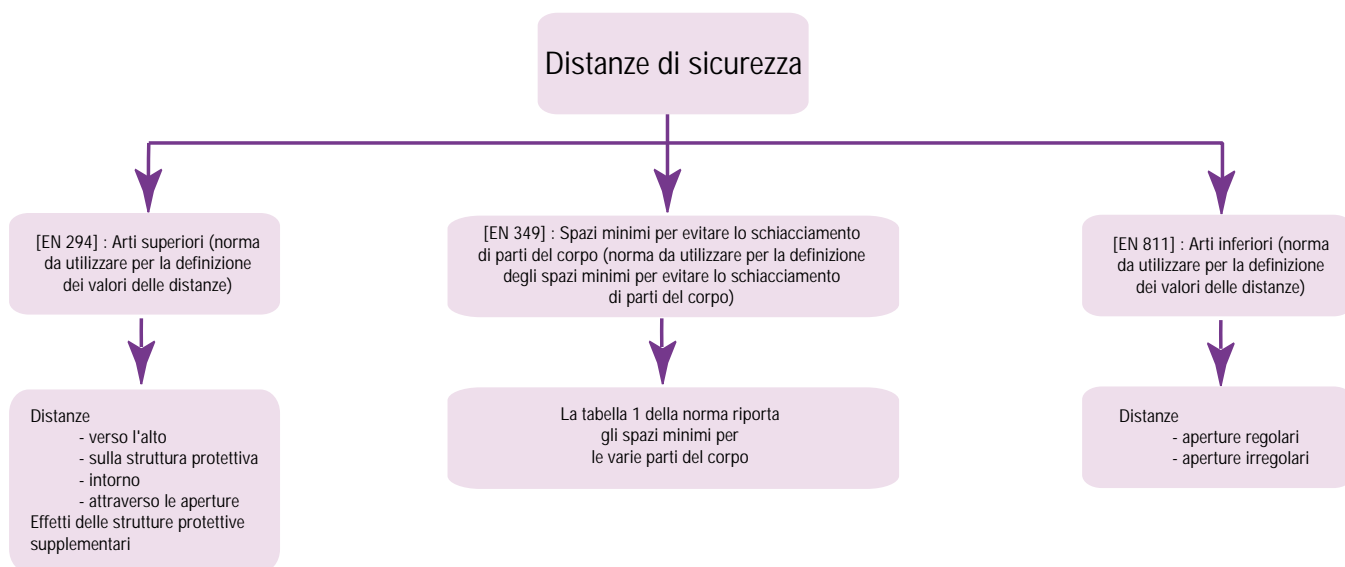 Distanze di sicurezza
[EN 294] : Arti superiori (norma
da utilizzare per la definizione
dei valori delle distanze)
[EN 349] : Spazi minimi per evitare lo schiacciamento
di parti del corpo (norma da utilizzare per la definizione
degli spazi minimi per evitare lo schiacciamento
di parti del corpo)
[EN 811] : Arti inferiori (norma
da utilizzare per la definizione
dei valori delle distanze)
Distanze
- verso l'alto
- sulla struttura protettiva
- intorno
- attraverso le aperture
Effetti delle strutture protettive
supplementari
La tabella 1 della norma riporta
gli spazi minimi per
le varie parti del corpo
Distanze
- aperture regolari
- aperture irregolari